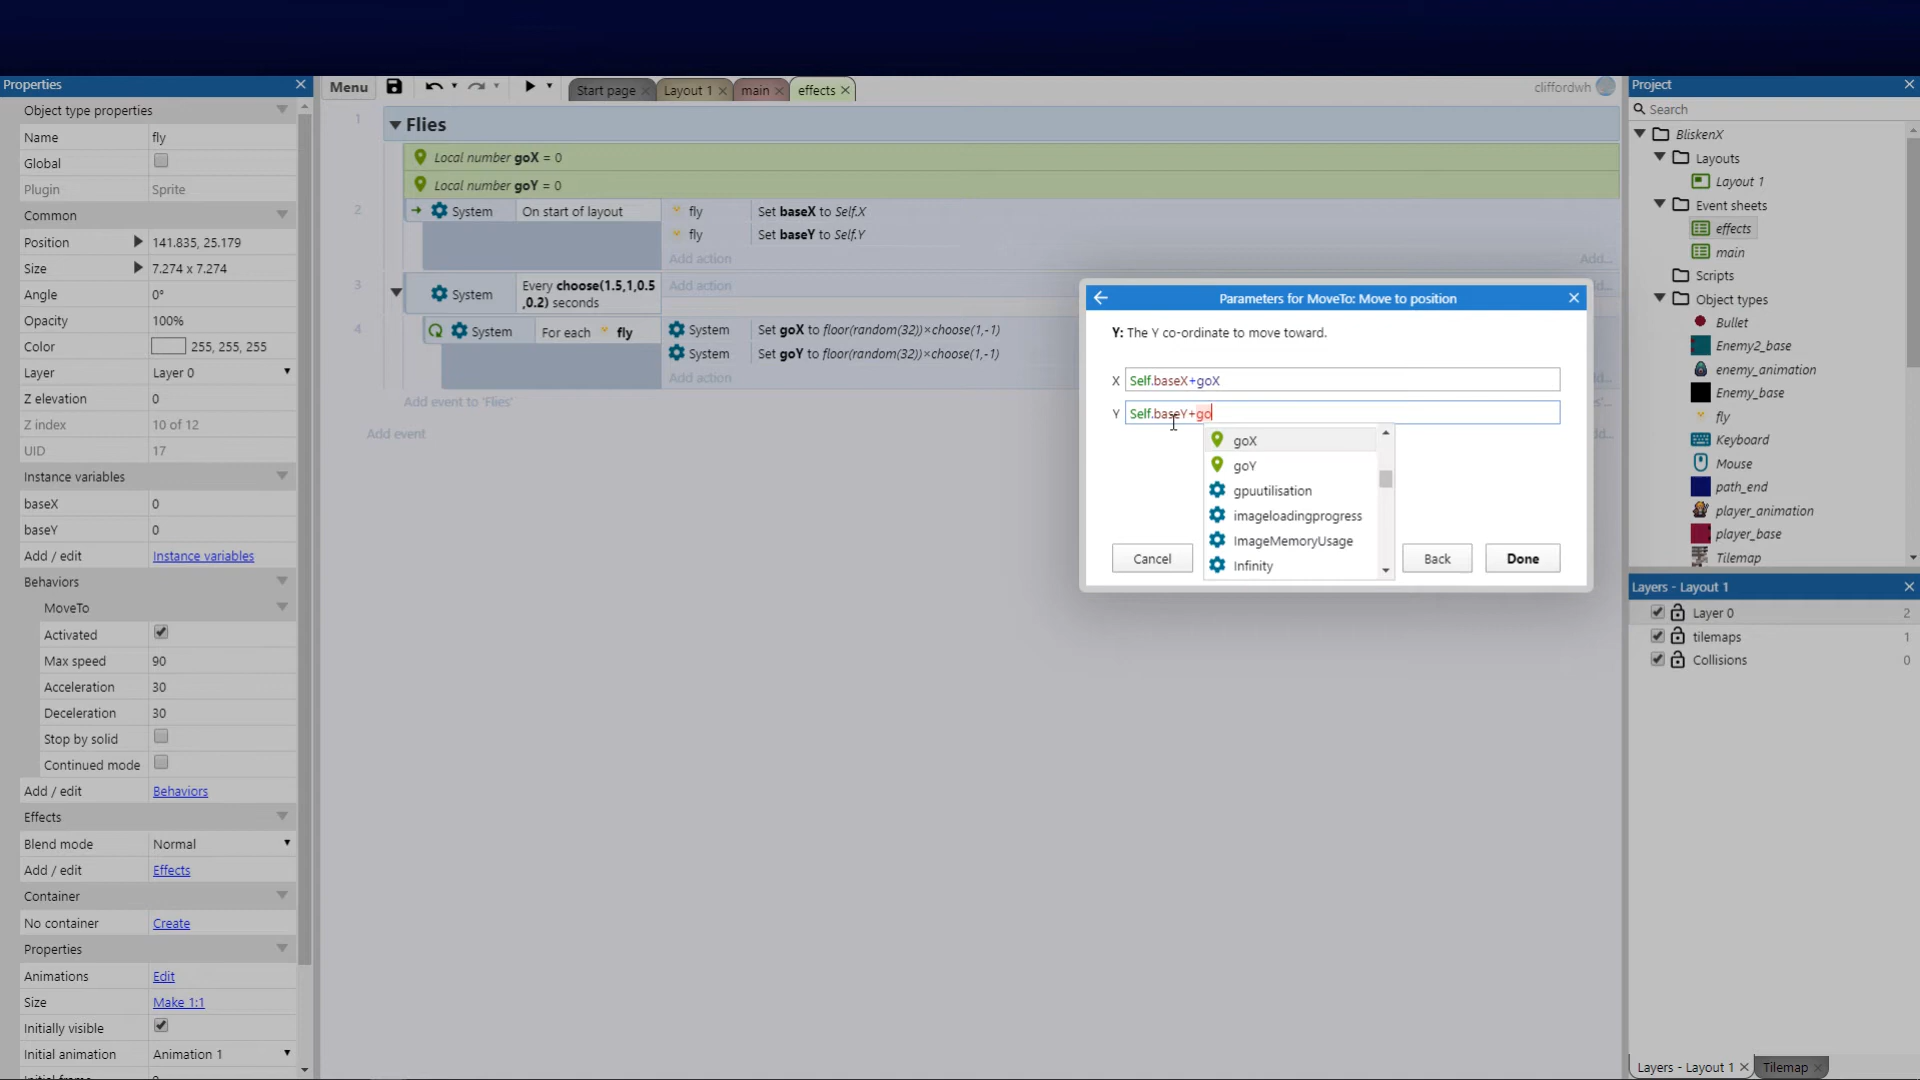 Properties
Object type properties
Name fly
Global
Plugin Sprite
Common
Position 141.835, 25.179
Size 7.274 x 7.274
Angle 0°
Opacity 100%
Color 255, 255, 255
Layer Layer 0
Z elevation 0
Z index 10 of 12
UID 17
Instance variables
baseX 0
baseY 0
Add / edit Instance variables
Behaviors
MoveTo
Activated
Max speed 90
Acceleration 30
Deceleration 30
Stop by solid
Continued mode
Add / edit Behaviors
Effects
Blend mode Normal
Add / edit Effects
Container
No container Create
Properties
Animations Edit
Size Make 1:1
Initially visible
Initial animation Animation 1
Menu
Start page
Layout 1
main
effects
cliffordwh
1
Flies
Local number goX = 0
Local number goY = 0
2
System On start of layout
fly Set baseX to Self.X
fly Set baseY to Self.Y
Add action
Add...
3
System Every choose(1.5,1,0.5
,0.2) seconds
Add action
4
System For each fly
System Set goX to floor(random(32))×choose(1,-1)
System Set goY to floor(random(32))×choose(1,-1)
Add action
Add event to 'Flies'
Add event
Parameters for MoveTo: Move to position
Y: The Y co-ordinate to move toward.
X Self.baseX+goX
Y Self.baseY+go
goX
goY
gpuutilisation
imageloadingprogress
ImageMemoryUsage
Infinity
Cancel
Back
Done
Project
Search
BliskenX
Layouts
Layout 1
Event sheets
effects
main
Scripts
Object types
Bullet
Enemy2_base
enemy_animation
Enemy_base
fly
Keyboard
Mouse
path_end
player_animation
player_base
Tilemap
Layers - Layout 1
Layer 0 2
tilemaps 1
Collisions 0
Layers - Layout 1
Tilemap